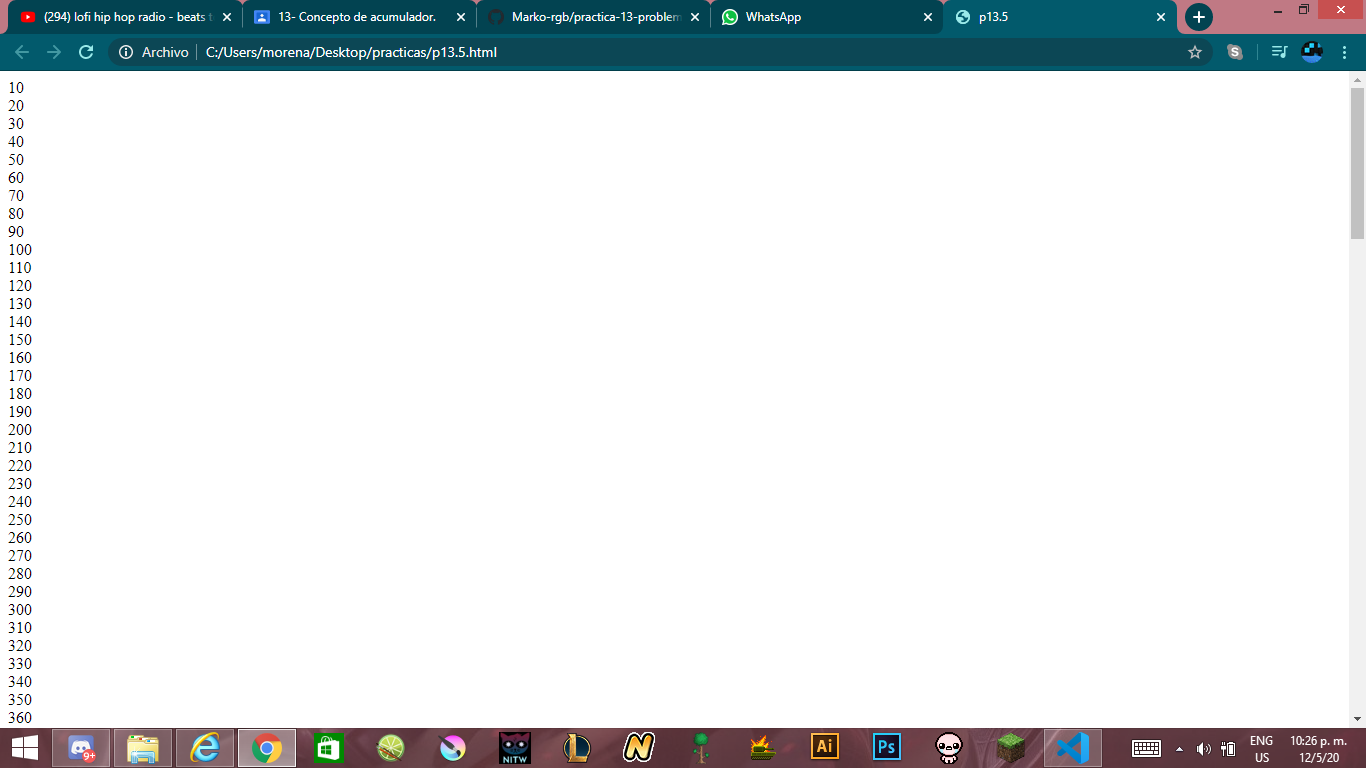 (294) lofi hip hop radio - beats t
13- Concepto de acumulador.
Marko-rgb/practica-13-problem
WhatsApp
p13.5
Archivo C:/Users/morena/Desktop/practicas/p13.5.html
10
20
30
40
50
60
70
80
90
100
110
120
130
140
150
160
170
180
190
200
210
220
230
240
250
260
270
280
290
300
310
320
330
340
350
360
9+
NITW
N
Ai
Ps
ENG
US
10:26 p. m.
12/5/20